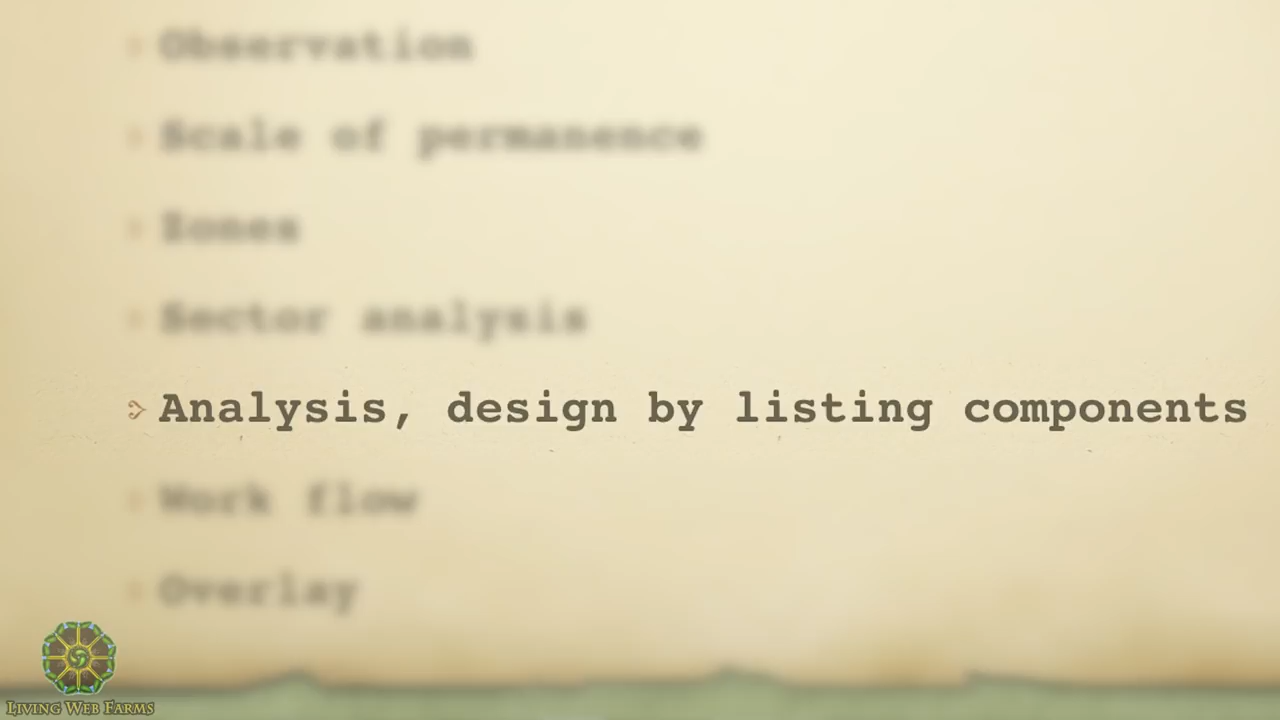 Observation
Scale of permanence
Zones
Sector analysis
Analysis, design by listing components
Work flow
Overlay
LIVING WEB FARMS